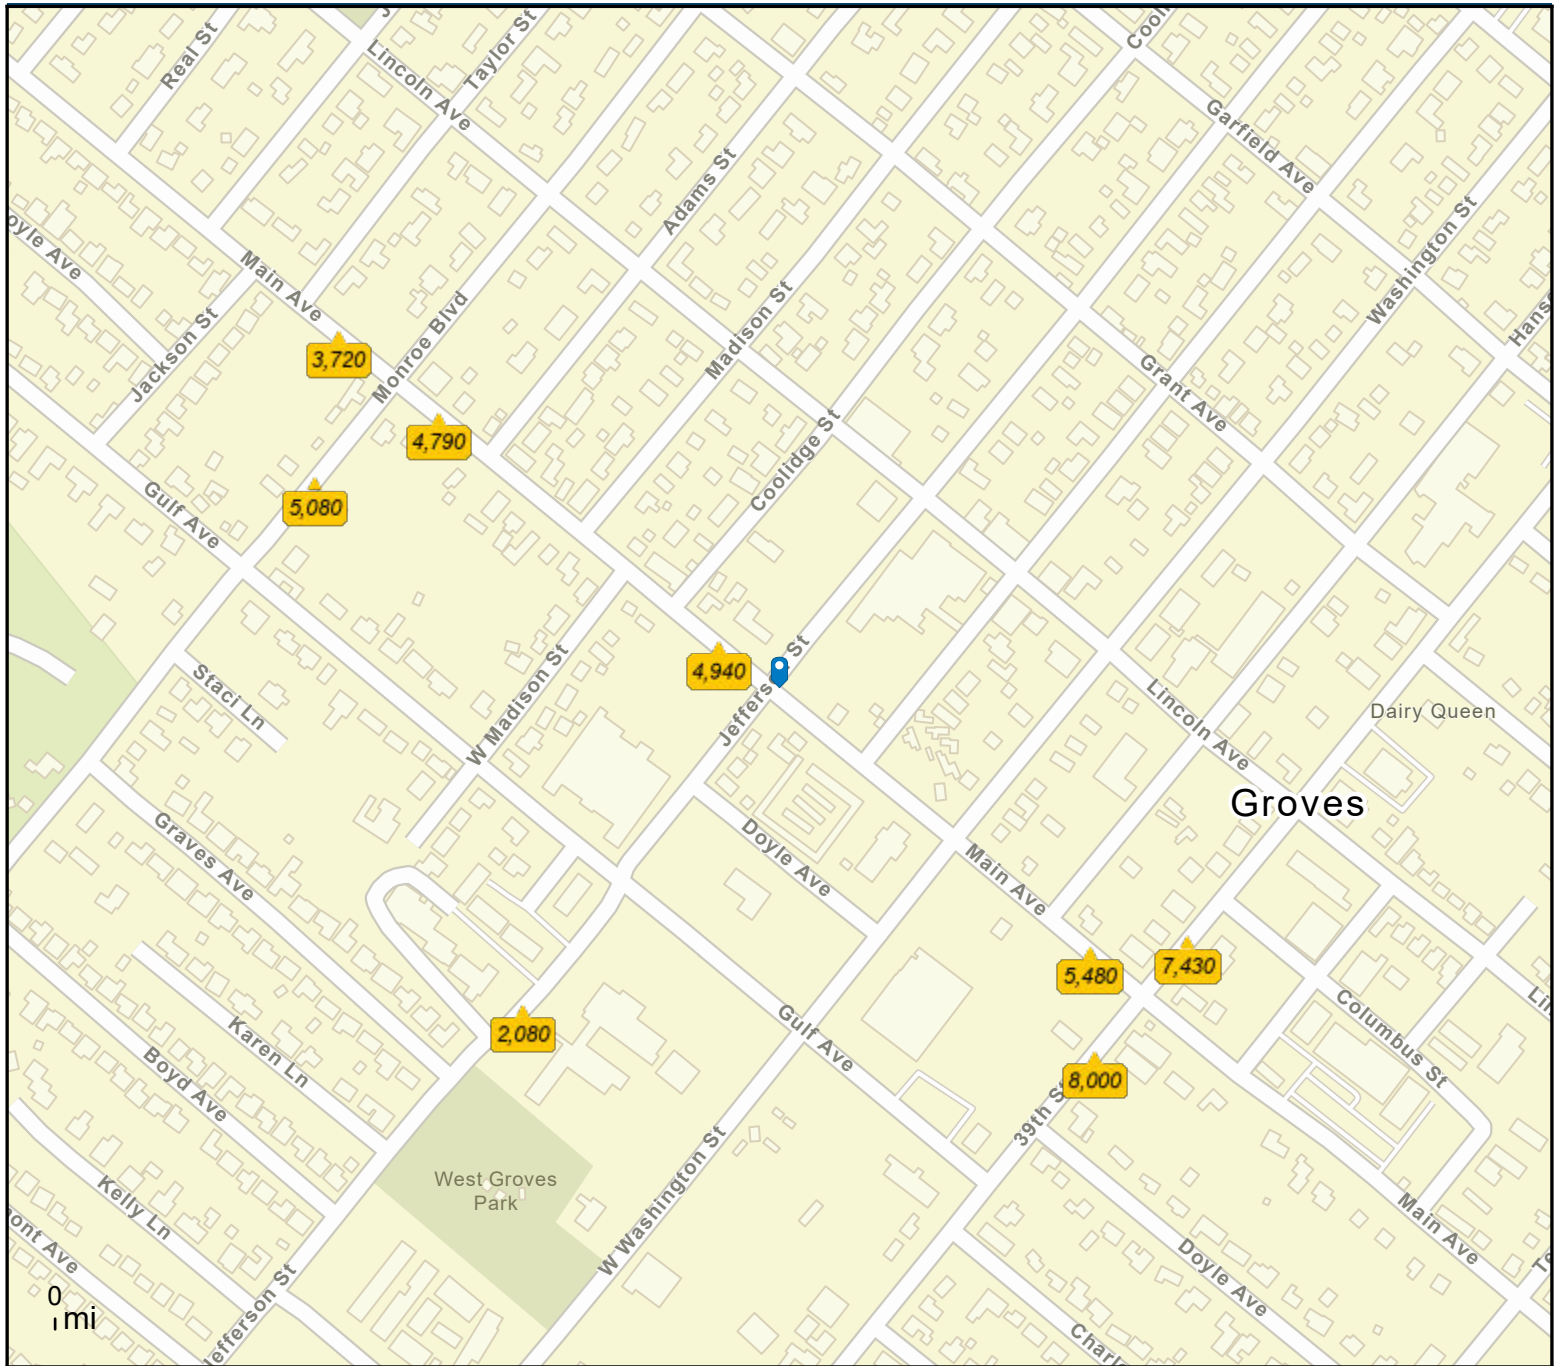 Real St
Lincoln Ave
Taylor St
Garfield Ave
Adams St
Washington St
oyle Ave
Main Ave
Jackson St
Monroe Blvd
Madison St
3,720
Grant Ave
4,790
Coolidge St
5,080
Gulf Ave
4,940
Jeffers
St
W Madison St
Staci Ln
Lincoln Ave
Dairy Queen
Groves
Graves Ave
Doyle Ave
Main Ave
5,480
7,430
2,080
Gulf Ave
Columbus St
Karen Ln
Boyd Ave
8,000
39th St
West Groves
Park
W Washington St
Kelly Ln
Main Ave
Doyle Ave
ont Ave
Jefferson St
0
mi